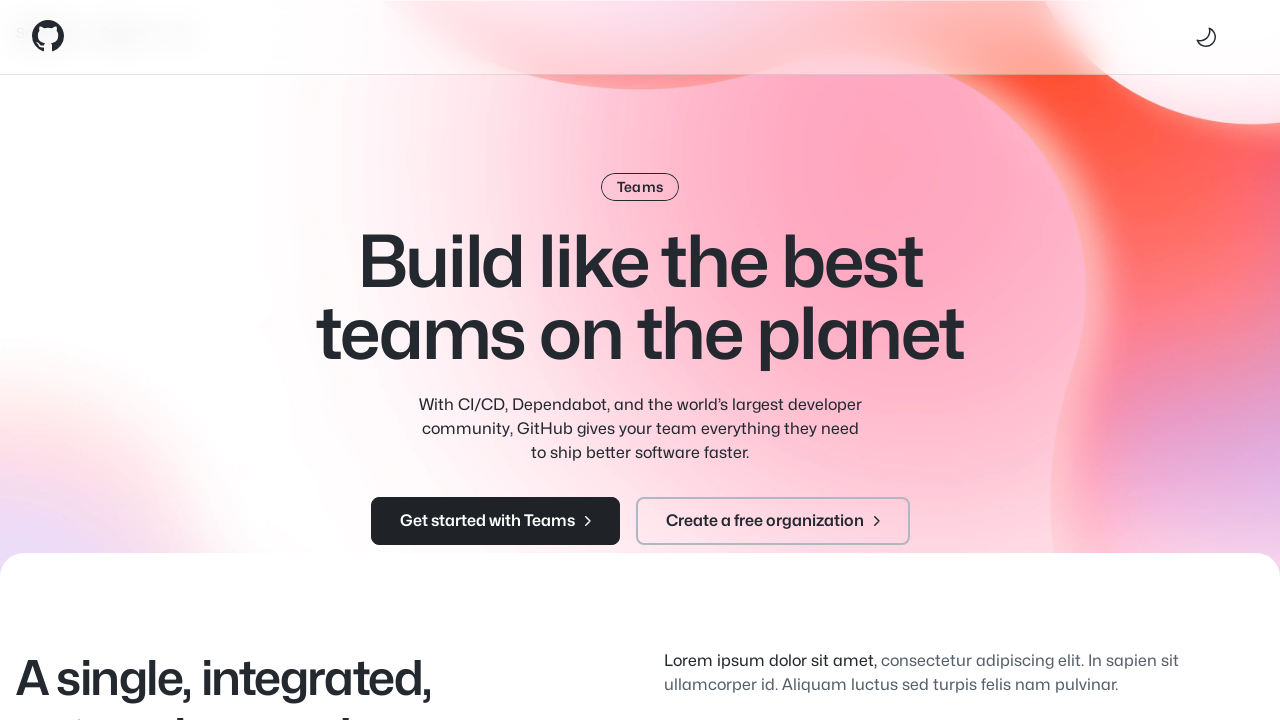 Teams
Build like the best
teams on the planet
With CI/CD, Dependabot, and the world’s largest developer
community, GitHub gives your team everything they need
to ship better software faster.
Get started with Teams
Create a free organization
A single, integrated,
Lorem ipsum dolor sit amet, consectetur adipiscing elit. In sapien sit
ullamcorper id. Aliquam luctus sed turpis felis nam pulvinar.